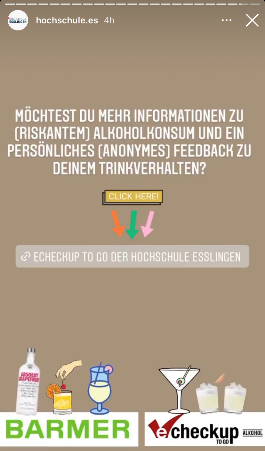 hochschule.es 4h
MÖCHTEST DU MEHR INFORMATIONEN ZU
(RISKANTEM) ALKOHOLKONSUM UND EIN
PERSÖNLICHES (ANONYMES) FEEDBACK ZU
DEINEM TRINKVERHALTEN?
CLICK HERE!
ECHECKUP TO GO DER HOCHSCHULE ESSLINGEN
ABSOLUT
BARMER
echeckup
TO GO ALKOHOL